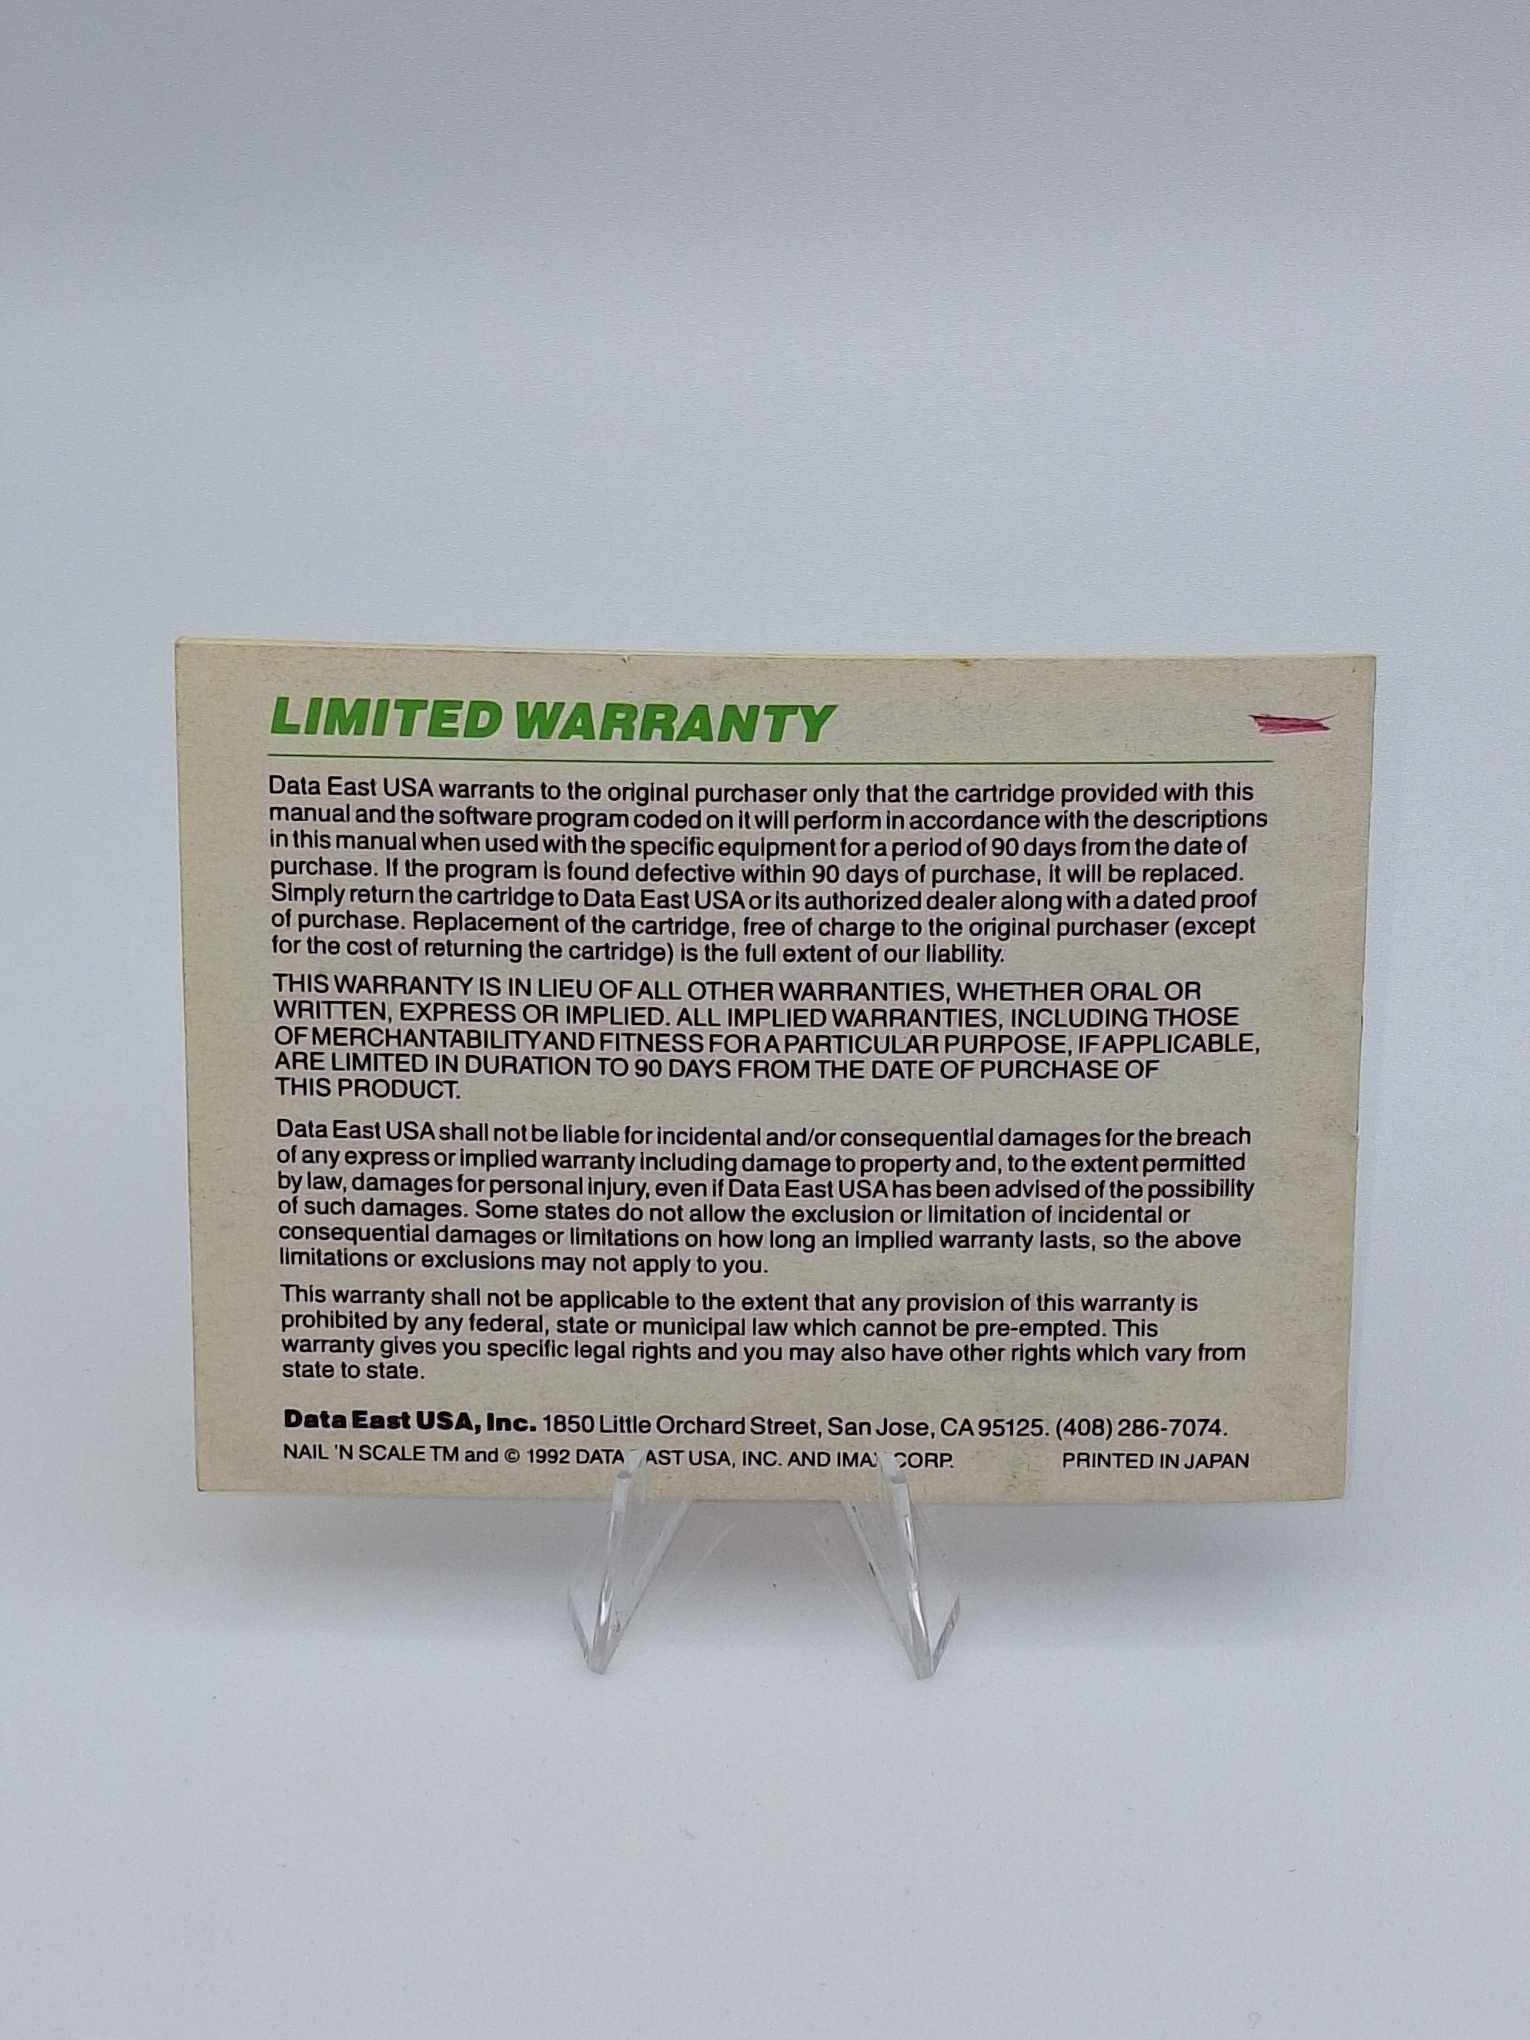 LIMITED WARRANTY
Data East USA warrants to the original purchaser only that the cartridge provided with this
manual and the software program coded on it will perform in accordance with the descriptions
in this manual when used with the specific equipment for a period of 90 days from the date of
purchase. If the program is found defective within 90 days of purchase, it will be replaced.
Simply return the cartridge to Data East USA or its authorized dealer along with a dated proof
of purchase. Replacement of the cartridge, free of charge to the original purchaser (except
for the cost of returning the cartridge) is the full extent of our liability.
THIS WARRANTY IS IN LIEU OF ALL OTHER WARRANTIES, WHETHER ORAL OR
WRITTEN, EXPRESS OR IMPLIED. ALL IMPLIED WARRANTIES, INCLUDING THOSE
OF MERCHANTABILITY AND FITNESS FOR A PARTICULAR PURPOSE, IF APPLICABLE,
ARE LIMITED IN DURATION TO 90 DAYS FROM THE DATE OF PURCHASE OF
THIS PRODUCT.
Data East USA shall not be liable for incidental and/or consequential damages for the breach
of any express or implied warranty including damage to property and, to the extent permitted
by law, damages for personal injury, even if Data East USA has been advised of the possibility
of such damages. Some states do not allow the exclusion or limitation of incidental or
consequential damages or limitations on how long an implied warranty lasts, so the above
limitations or exclusions may not apply to you.
This warranty shall not be applicable to the extent that any provision of this warranty is
prohibited by any federal, state or municipal law which cannot be pre-empted. This
warranty gives you specific legal rights and you may also have other rights which vary from
state to state.
Data East USA, Inc. 1850 Little Orchard Street, San Jose, CA 95125. (408) 286-7074.
NAIL 'N SCALE TM and © 1992 DATA EAST USA, INC. AND CORP. PRINTED IN JAPAN